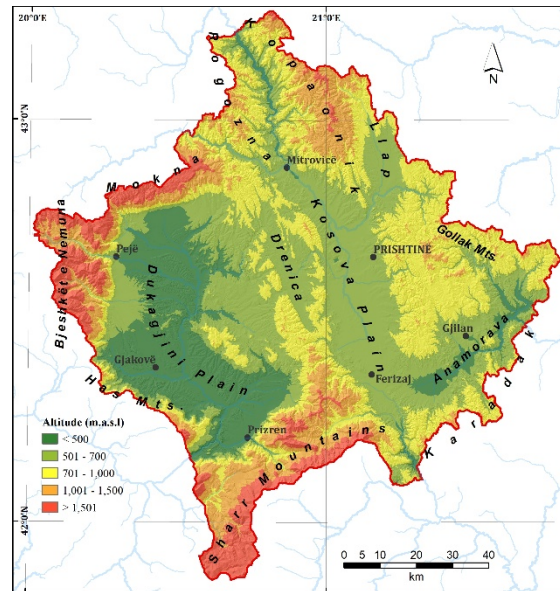 20°0'E
21°0'E
N
43°0'N
42°0'N
Rogozna
Kopaonik
Llap
Mitrovicë
Mokna
Kosova Plain
Drenica
PRISHTINË
Gollak Mts.
Bjeshkët e Nemuna
Pejë
Dukagjini Plain
Gjilan
Anamorava
Gjakovë
Ferizaj
Has Mts.
Karadak
Prizren
Sharr Mountains
Altitude (m.a.s.l)
< 500
501 - 700
701 - 1,000
1,001 - 1,500
> 1,501
0 5 10 20 30 40
km